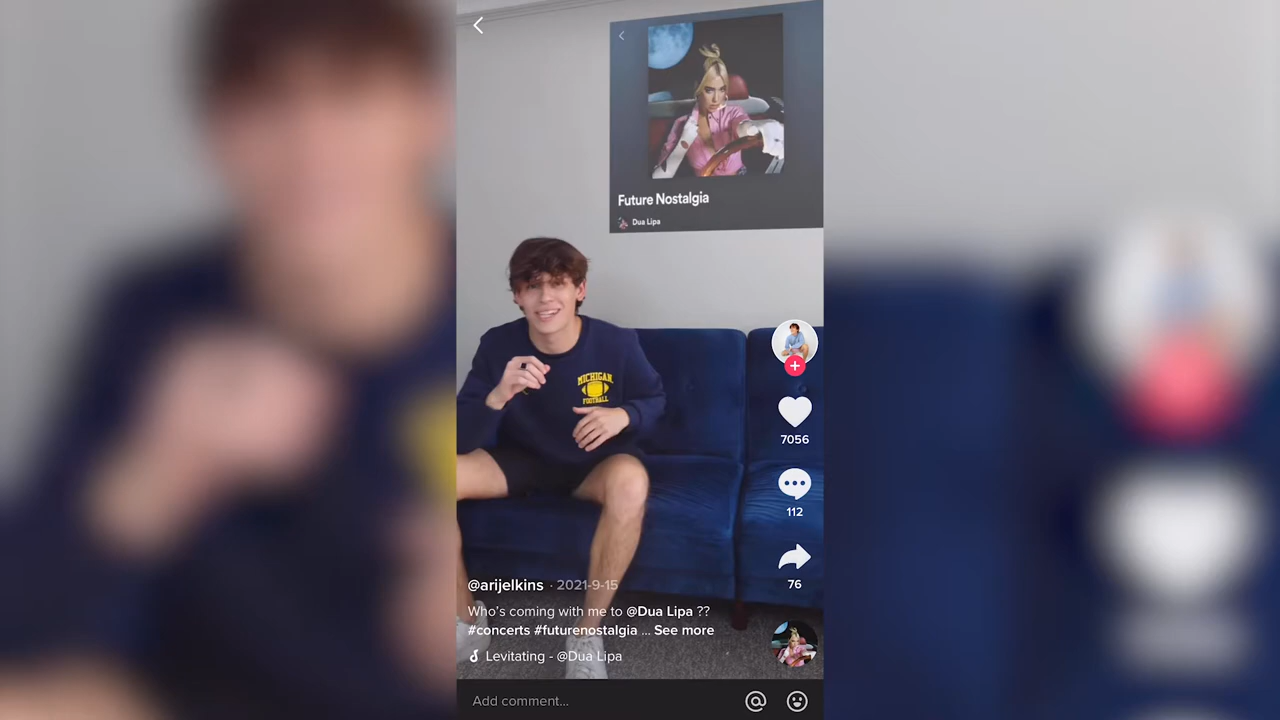 Future Nostalgia
Dua Lipa
MICHIGAN
FOOTBALL
7056
112
76
@arijelkins · 2021-9-15
Who's coming with me to @Dua Lipa ??
#concerts #futurenostalgia ... See more
Levitating - @Dua Lipa
Add comment...